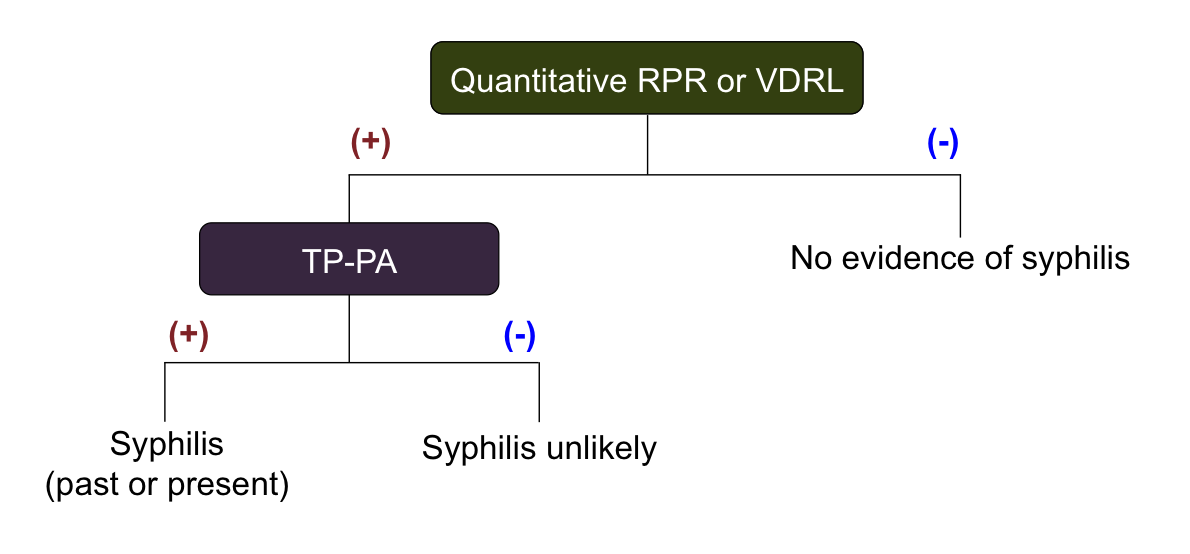 Quantitative RPR or VDRL
(+)
(-)
TP-PA
No evidence of syphilis
(+)
(-)
Syphilis
(past or present)
Syphilis unlikely